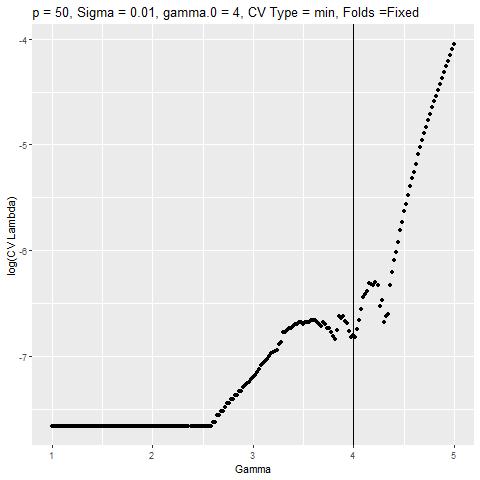 p = 50, Sigma = 0.01, gamma.0 = 4, CV Type = min, Folds =Fixed
log(CV Lambda)
-4
-5
-6
-7
1 2 3 4 5
Gamma